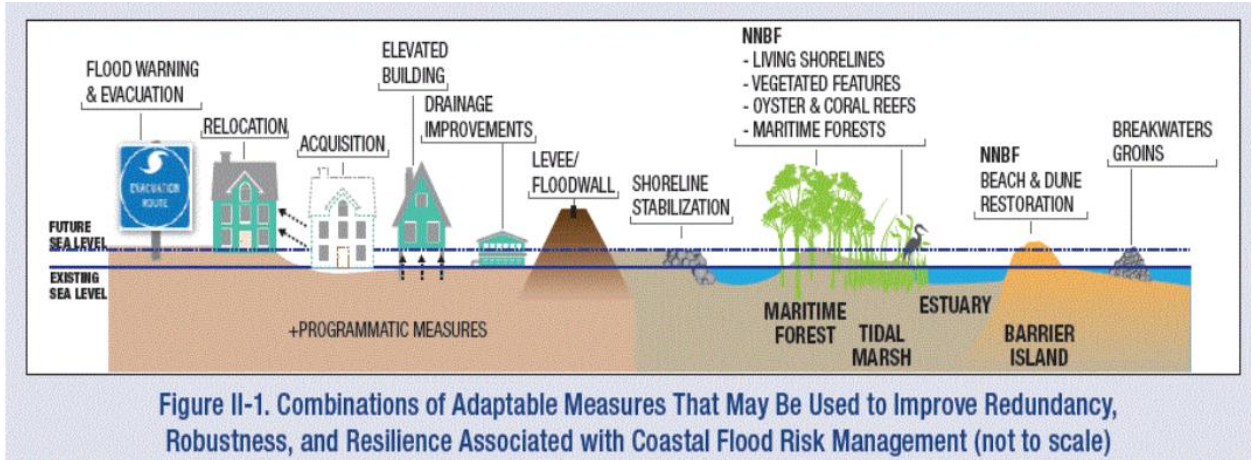 FLOOD WARNING
& EVACUATION
RELOCATION
ACQUISITION
ELEVATED
BUILDING
DRAINAGE
IMPROVEMENTS
LEVEE/
FLOODWALL
SHORELINE
STABILIZATION
NNBF
- LIVING SHORELINES
- VEGETATED FEATURES
- OYSTER & CORAL REEFS
- MARITIME FORESTS
NNBF
BEACH & DUNE
RESTORATION
BREAKWATERS
GROINS
EVACUATION
ROUTE
FUTURE
SEA LEVEL
EXISTING
SEA LEVEL
+PROGRAMMATIC MEASURES
MARITIME
FOREST
TIDAL
MARSH
ESTUARY
BARRIER
ISLAND
Figure II-1. Combinations of Adaptable Measures That May Be Used to Improve Redundancy,
Robustness, and Resilience Associated with Coastal Flood Risk Management (not to scale)